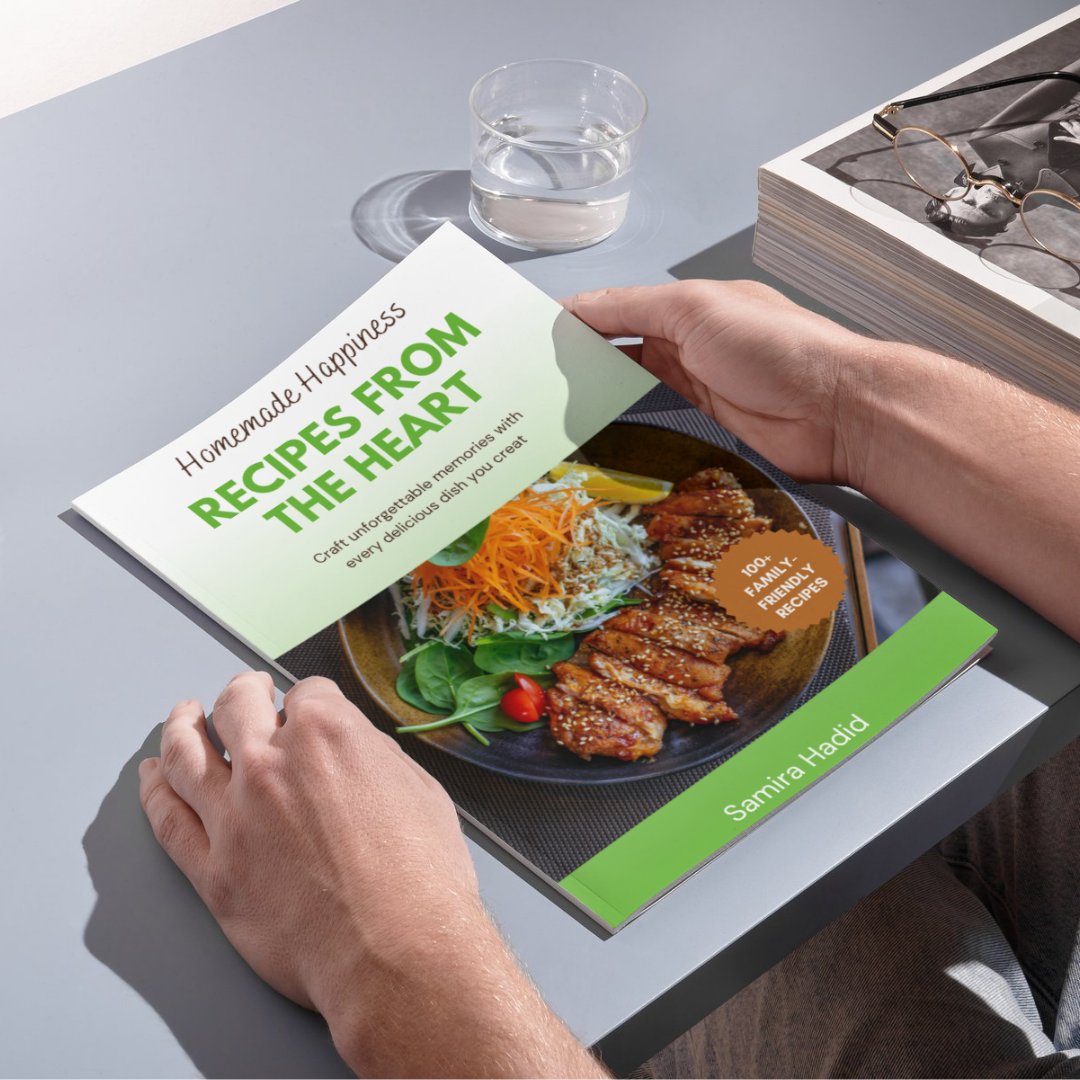 Homemade Happiness
RECIPES FROM
THE HEART
Craft unforgettable memories with
every delicious dish you creat
100+
FAMILY-
FRIENDLY
RECIPES
Samira Hadid